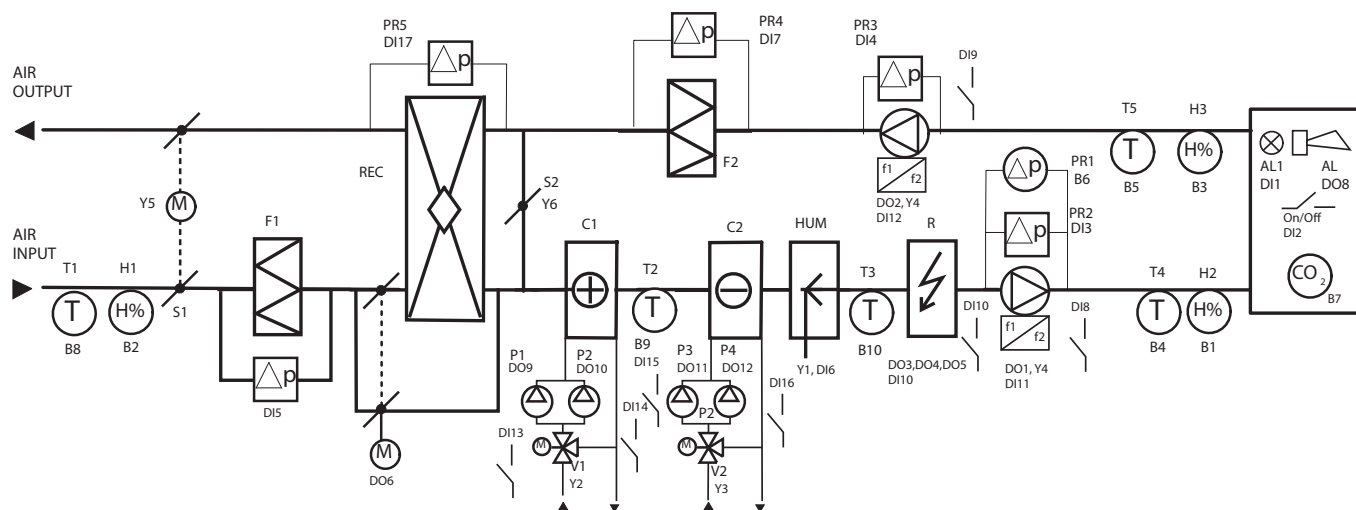 PR5
DI17
p
PR4
DI7
p
PR3
DI4
p
DI9
AIR
OUTPUT
REC
F2
f1
f2
DO2, Y4
DI12
T5
T
B5
H3
H%
B3
AL1
DI1
AL
DO8
On/Off
DI2
CO2
B7
PR1
B6
p
PR2
DI3
p
Y5
M
S2
Y6
AIR
INPUT
T1
T
B8
H1
H%
B2
S1
F1
p
DI5
M
DO6
C1
T2
T
B9
C2
HUM
Y1, DI6
T3
T
B10
R
DO3,DO4,DO5
DI10
DI10
f1
f2
DO1, Y4
DI11
DI8
T4
T
B4
H2
H%
B1
P1
DO9
P2
DO10
DI15
P3
DO11
P4
DO12
DI16
P2
DI14
DI13
M
V1
Y2
M
V2
Y3